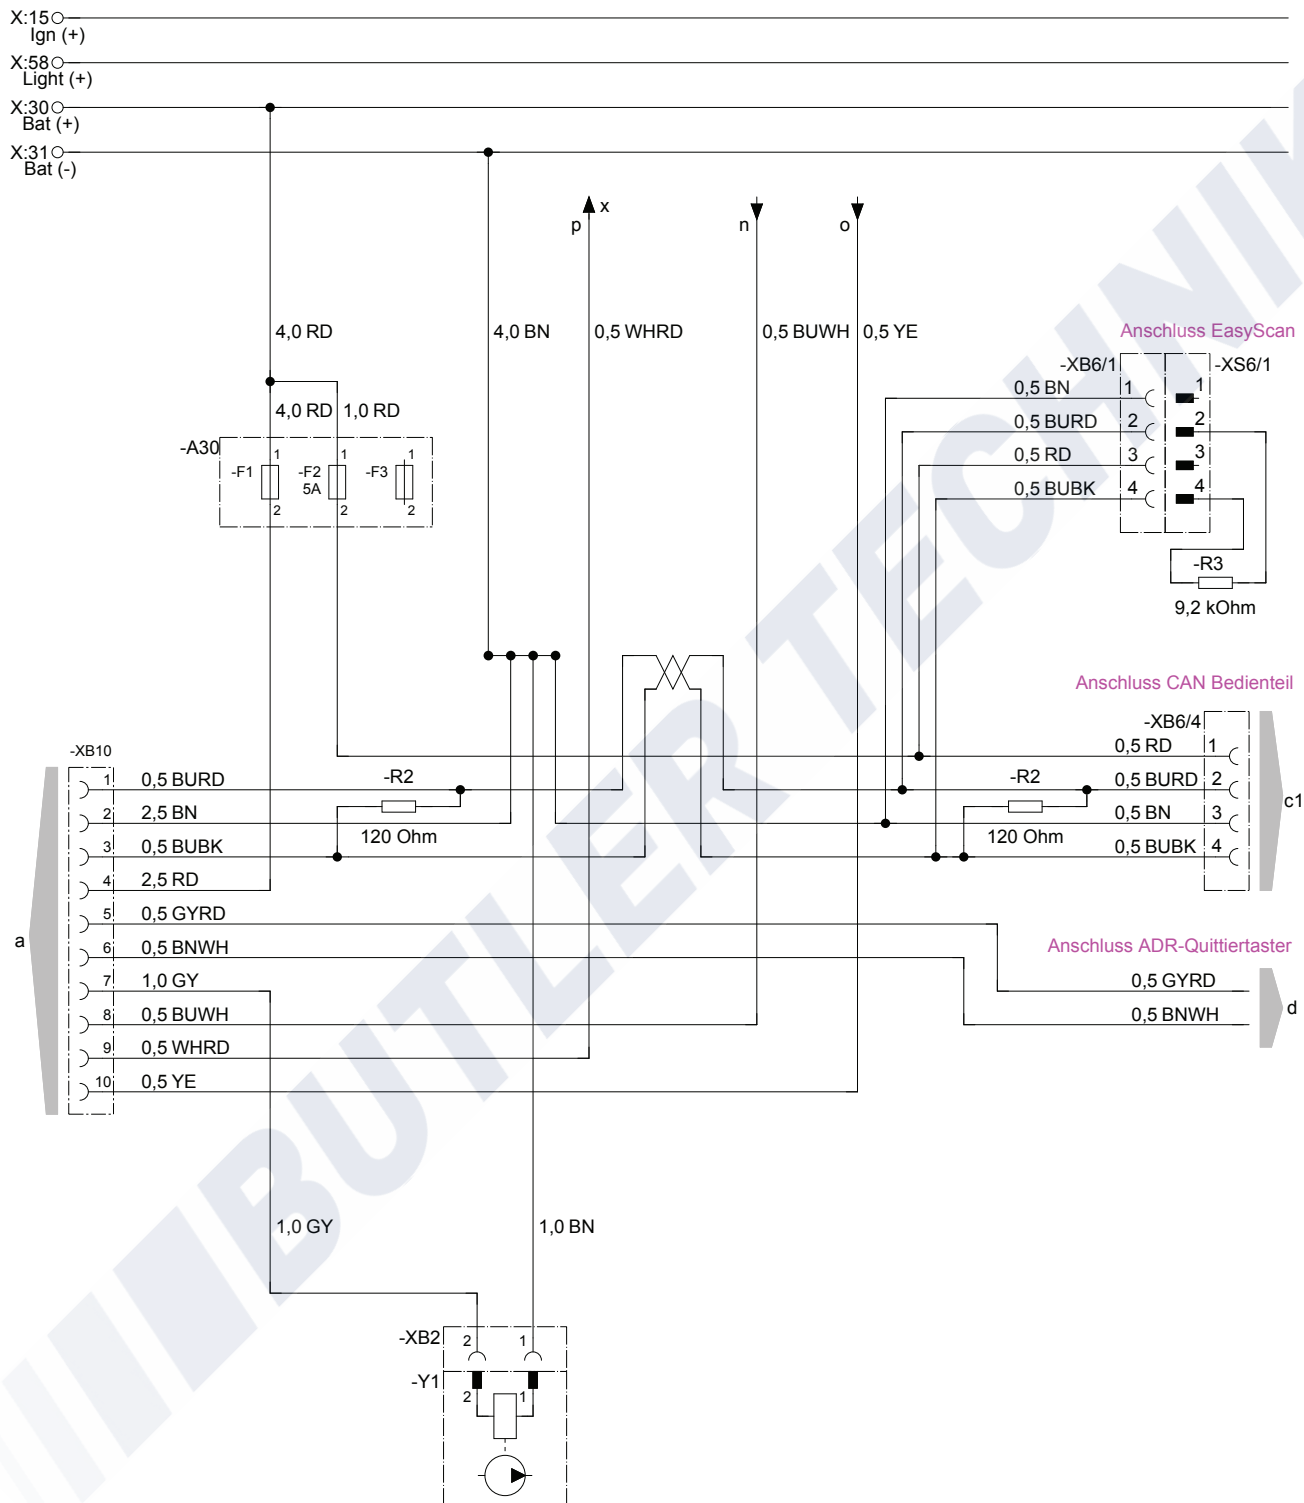 X:15
Ign (+)
X:58
Light (+)
X:30
Bat (+)
X:31
Bat (-)
p x n o
4,0 RD 4,0 BN 0,5 WHRD 0,5 BUWH 0,5 YE
Anschluss EasyScan
-XB6/1 -XS6/1
0,5 BN 1 1
0,5 BURD 2 2
0,5 RD 3 3
0,5 BUBK 4 4
-R3
9,2 kOhm
4,0 RD 1,0 RD
-A30
1 1 1
-F1 -F2 -F3
5A
2 2 2
Anschluss CAN Bedienteil
-XB6/4
0,5 RD 1
0,5 BURD 2
0,5 BN 3
0,5 BUBK 4
c1
-R2
120 Ohm
-R2
120 Ohm
-XB10
1 0,5 BURD
2 2,5 BN
3 0,5 BUBK
4 2,5 RD
5 0,5 GYRD
6 0,5 BNWH
7 1,0 GY
8 0,5 BUWH
9 0,5 WHRD
10 0,5 YE
a
Anschluss ADR-Quittiertaster
0,5 GYRD
0,5 BNWH
d
1,0 GY 1,0 BN
-XB2 2 1
-Y1
2 1
BUTLER TECHNIK